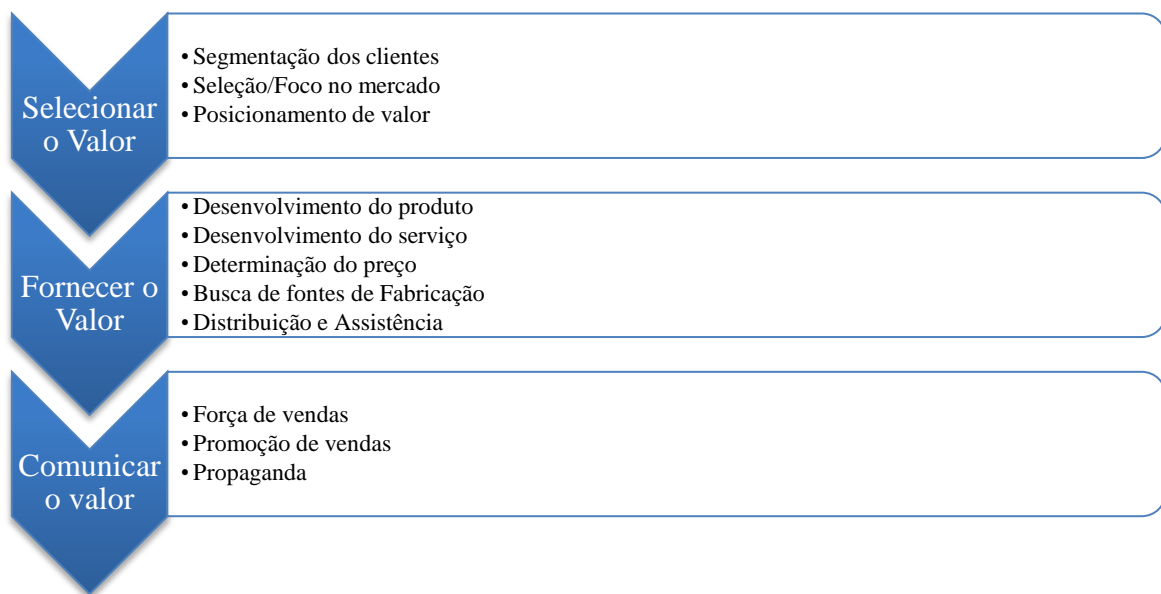 Selecionar
o Valor
• Segmentação dos clientes
• Seleção/Foco no mercado
• Posicionamento de valor
Fornecer o
Valor
• Desenvolvimento do produto
• Desenvolvimento do serviço
• Determinação do preço
• Busca de fontes de Fabricação
• Distribuição e Assistência
Comunicar
o valor
• Força de vendas
• Promoção de vendas
• Propaganda